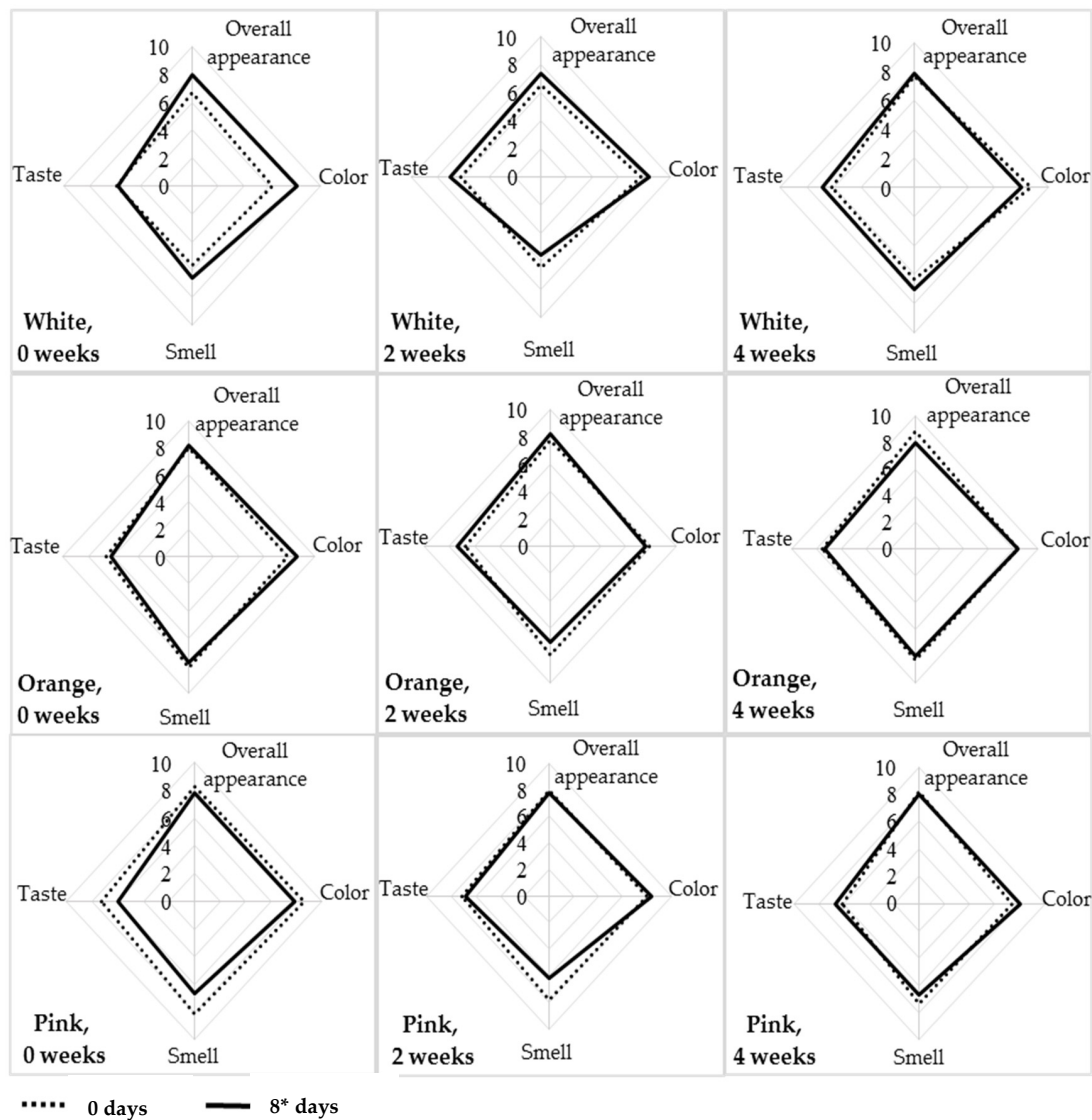 Overall
appearance
10
8
6
4
2
0
Taste
Color
Smell
White,
0 weeks
Overall
appearance
10
8
6
4
2
0
Taste
Color
Smell
White,
2 weeks
Overall
appearance
10
8
6
4
2
0
Taste
Color
Smell
White,
4 weeks
Overall
appearance
10
8
6
4
2
0
Taste
Color
Smell
Orange,
0 weeks
Overall
appearance
10
8
6
4
2
0
Taste
Color
Smell
Orange,
2 weeks
Overall
appearance
10
8
6
4
2
0
Taste
Color
Smell
Orange,
4 weeks
Overall
appearance
10
8
6
4
2
0
Taste
Color
Smell
Pink,
0 weeks
Overall
appearance
10
8
6
4
2
0
Taste
Color
Smell
Pink,
2 weeks
Overall
appearance
10
8
6
4
2
0
Taste
Color
Smell
Pink,
4 weeks
0 days 8* days